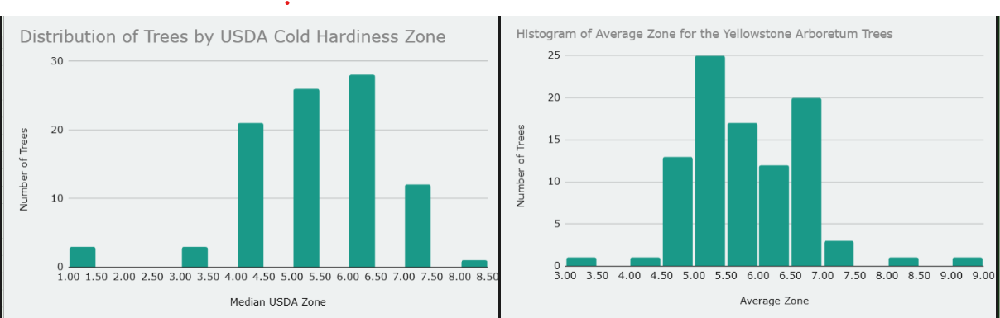 Distribution of Trees by USDA Cold Hardiness Zone
30
20
10
0
Number of Trees
1.00 1.50 2.00 2.50 3.00 3.50 4.00 4.50 5.00 5.50 6.00 6.50 7.00 7.50 8.00 8.50
Median USDA Zone
Histogram of Average Zone for the Yellowstone Arboretum Trees
25
20
15
10
5
0
Number of Trees
3.00 3.50 4.00 4.50 5.00 5.50 6.00 6.50 7.00 7.50 8.00 8.50 9.00 9.00
Average Zone